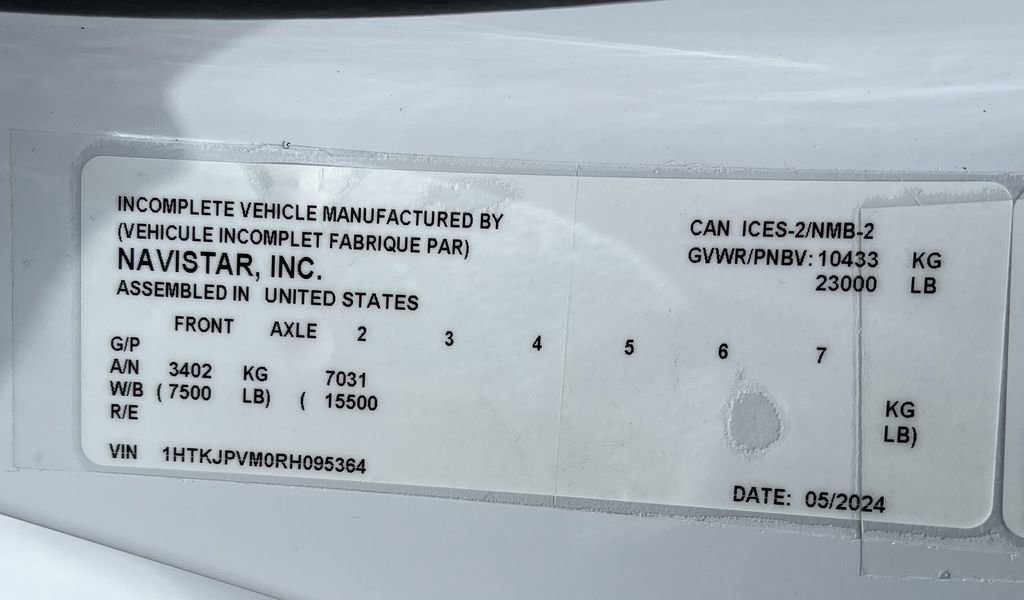 INCOMPLETE VEHICLE MANUFACTURED BY
(VEHICULE INCOMPLET FABRIQUE PAR)
NAVISTAR, INC.
ASSEMBLED IN UNITED STATES
CAN ICES-2/NMB-2
GVWR/PNBV: 10433 KG
23000 LB
FRONT AXLE 2 3 4 5 6 7
G/P
A/N 3402 KG 7031 KG
W/B ( 7500 LB) ( 15500 LB)
R/E
VIN 1HTKJPVM0RH095364
DATE: 05/2024